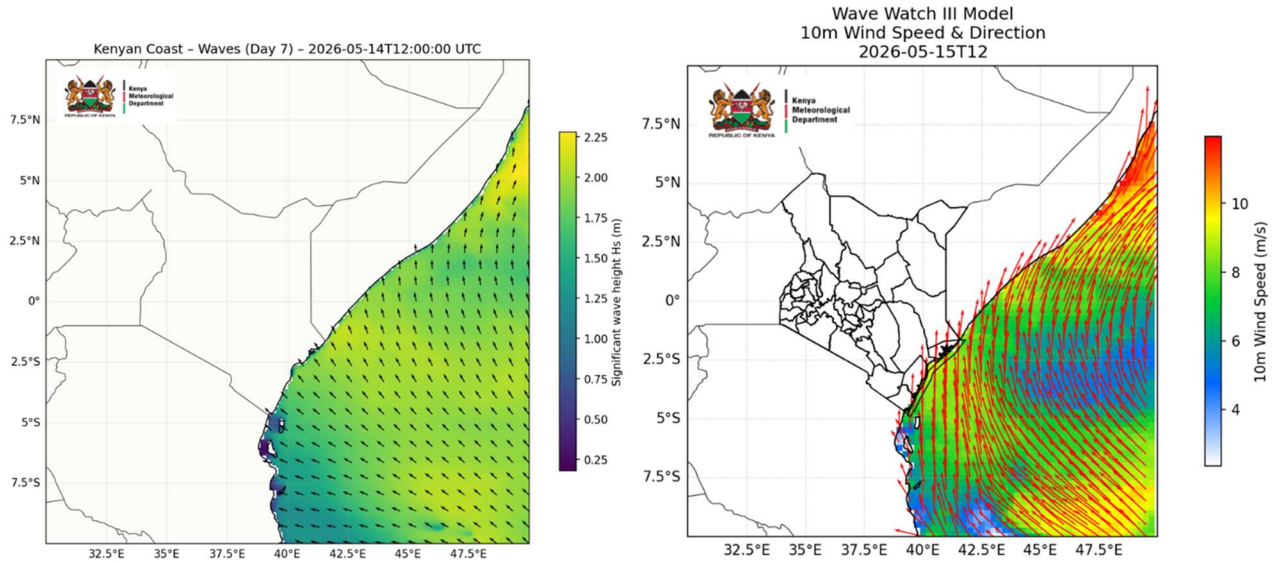 Kenyan Coast – Waves (Day 7) – 2026-05-14T12:00:00 UTC
Kenya
Meteorological
Department
REPUBLIC OF KENYA
7.5°N
5°N
2.5°N
0°
2.5°S
5°S
7.5°S
32.5°E 35°E 37.5°E 40°E 42.5°E 45°E 47.5°E
2.25
2.00
1.75
1.50
1.25
1.00
0.75
0.50
0.25
Significant wave height Hs (m)
Wave Watch III Model
10m Wind Speed & Direction
2026-05-15T12
Kenya
Meteorological
Department
REPUBLIC OF KENYA
7.5°N
5°N
2.5°N
0°
2.5°S
5°S
7.5°S
32.5°E 35°E 37.5°E 40°E 42.5°E 45°E 47.5°E
10
8
6
4
10m Wind Speed (m/s)